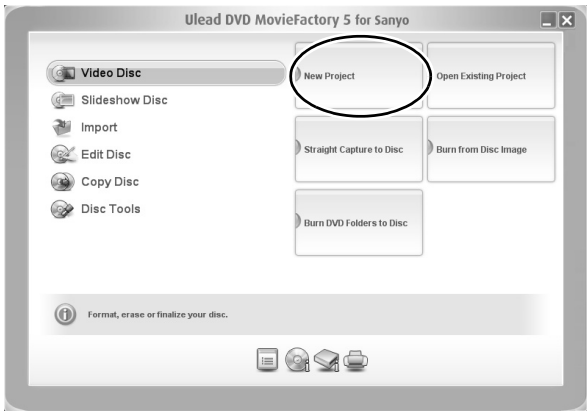 Ulead DVD MovieFactory 5 for Sanyo
Video Disc
Slideshow Disc
Import
Edit Disc
Copy Disc
Disc Tools
New Project
Open Existing Project
Straight Capture to Disc
Burn from Disc Image
Burn DVD Folders to Disc
Format, erase or finalize your disc.